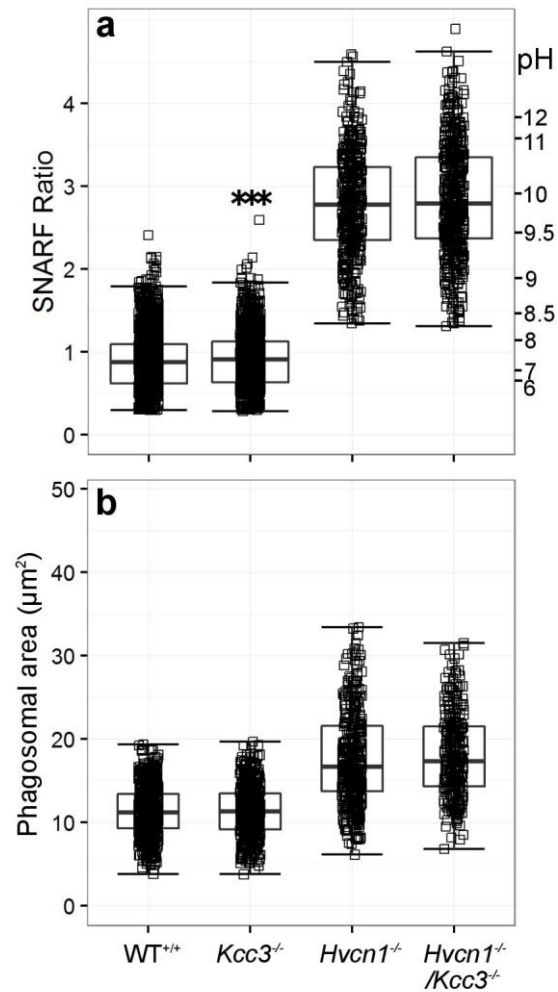 a
pH
SNARF Ratio
4
3
2
1
0
***
12
11
10
9.5
9
8.5
8
7
6
b
Phagosomal area (µm²)
50
40
30
20
10
0
WT+/+
Kcc3-/-
Hvcn1-/-
Hvcn1-/-
/Kcc3-/-